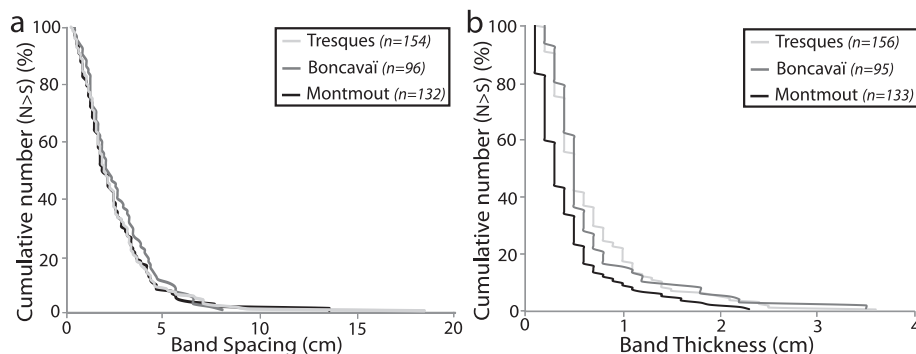 a
Cumulative number (N>S) (%)
100
80
60
40
20
0
0 5 10 15 20
Band Spacing (cm)
Tresques (n=154)
Boncavaï (n=96)
Montmout (n=132)
b
Cumulative number (N>S) (%)
100
80
60
40
20
0
0 1 2 3 4
Band Thickness (cm)
Tresques (n=156)
Boncavaï (n=95)
Montmout (n=133)